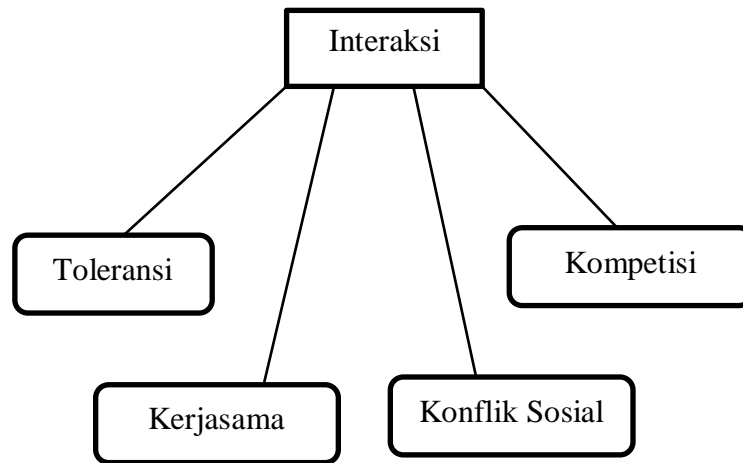 Interaksi
Toleransi
Kompetisi
Kerjasama
Konflik Sosial